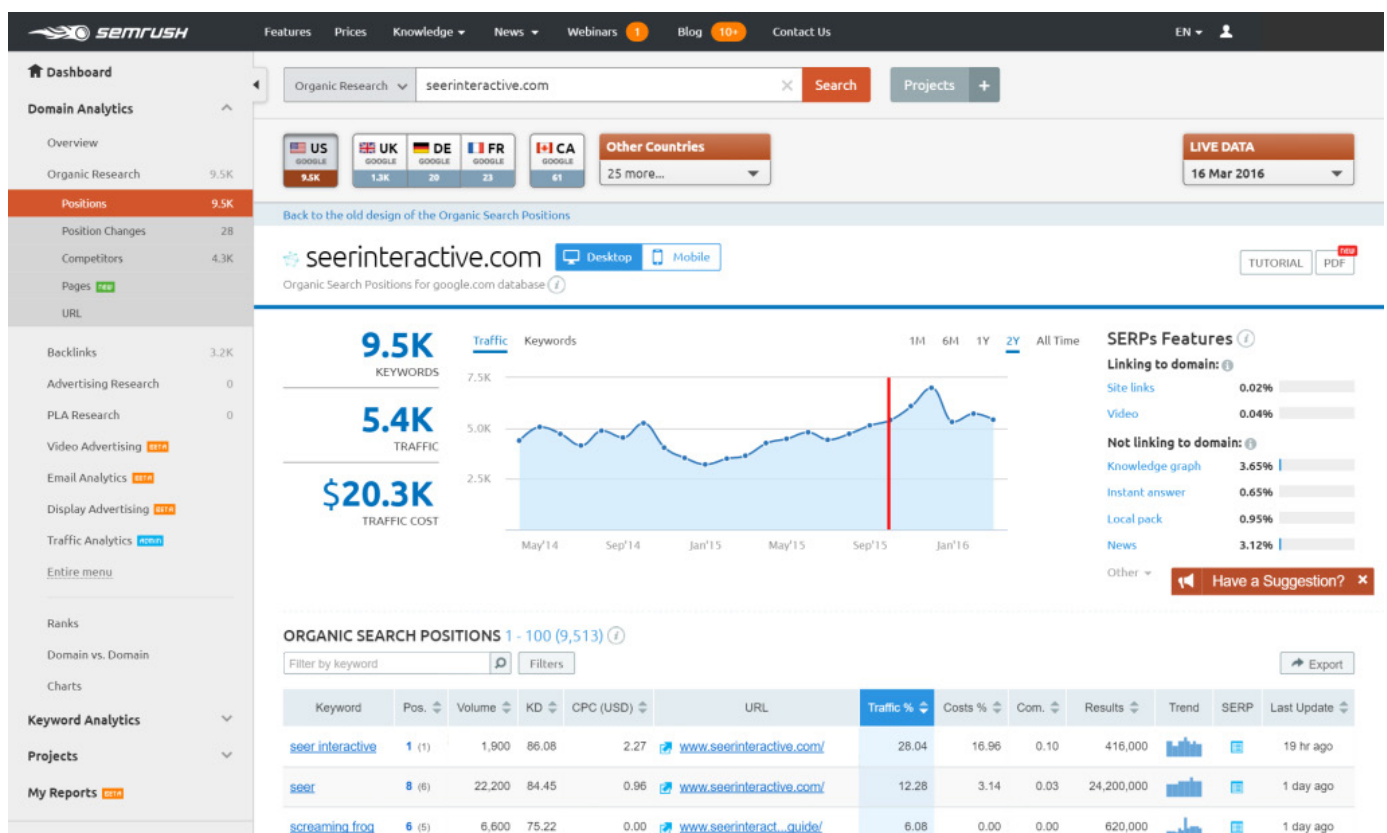 SEMRUSH Features Prices Knowledge News Webinars 1 Blog 10+ Contact Us EN
Dashboard
Organic Research seerinteractive.com Search Projects +
Domain Analytics
Overview
Organic Research 9.5K
Positions 9.5K
Position Changes 28
Competitors 4.3K
Pages new
URL
Backlinks 3.2K
Advertising Research 0
PLA Research 0
Video Advertising BETA
Email Analytics BETA
Display Advertising BETA
Traffic Analytics ADMIN
Entire menu
Ranks
Domain vs. Domain
Charts
Keyword Analytics
Projects
My Reports BETA
US GOOGLE 9.5K
UK GOOGLE 1.3K
DE GOOGLE 20
FR GOOGLE 23
CA GOOGLE 61
Other Countries
25 more...
LIVE DATA
16 Mar 2016
Back to the old design of the Organic Search Positions
seerinteractive.com Desktop Mobile
TUTORIAL PDF new
Organic Search Positions for google.com database i
9.5K
KEYWORDS
5.4K
TRAFFIC
$20.3K
TRAFFIC COST
Traffic Keywords 1M 6M 1Y 2Y All Time
7.5K
5.0K
2.5K
May'14 Sep'14 Jan'15 May'15 Sep'15 Jan'16
SERPs Features i
Linking to domain: i
Site links 0.02%
Video 0.04%
Not linking to domain: i
Knowledge graph 3.65%
Instant answer 0.65%
Local pack 0.95%
News 3.12%
Other
Have a Suggestion? ×
ORGANIC SEARCH POSITIONS 1 - 100 (9,513) i
Filter by keyword Filters Export
Keyword Pos. Volume KD CPC (USD) URL Traffic % Costs % Com. Results Trend SERP Last Update
seer interactive 1 (1) 1,900 86.08 2.27 www.seerinteractive.com/ 28.04 16.96 0.10 416,000 19 hr ago
seer 8 (6) 22,200 84.45 0.96 www.seerinteractive.com/ 12.28 3.14 0.03 24,200,000 1 day ago
screaming frog 6 (5) 6,600 75.22 0.00 www.seerinteract...guide/ 6.08 0.00 0.00 620,000 1 day ago